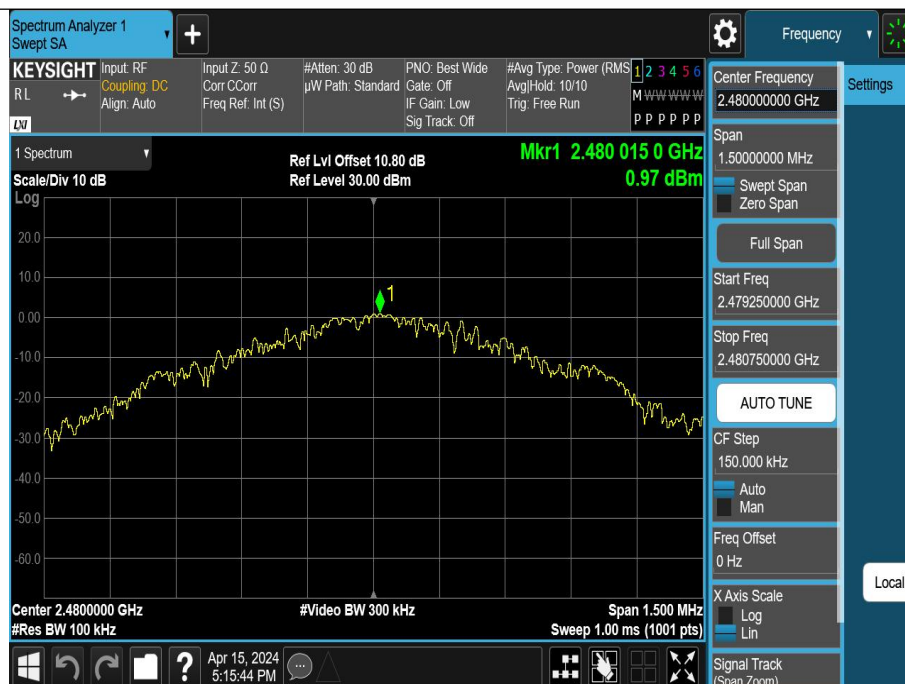 Spectrum Analyzer 1
Swept SA
Frequency
KEYSIGHT
RL
LXI
Input: RF
Coupling: DC
Align: Auto
Input Z: 50 Ω
Corr CCorr
Freq Ref: Int (S)
#Atten: 30 dB
µW Path: Standard
PNO: Best Wide
Gate: Off
IF Gain: Low
Sig Track: Off
#Avg Type: Power (RMS
Avg|Hold: 10/10
Trig: Free Run
1 2 3 4 5 6
M W W W W W
P P P P P P
Center Frequency
2.480000000 GHz
Settings
Span
1.50000000 MHz
Swept Span
Zero Span
Full Span
Start Freq
2.479250000 GHz
Stop Freq
2.480750000 GHz
AUTO TUNE
CF Step
150.000 kHz
Auto
Man
Freq Offset
0 Hz
X Axis Scale
Log
Lin
Signal Track
(Span Zoom)
Local
1 Spectrum
Scale/Div 10 dB
Log
Ref Lvl Offset 10.80 dB
Ref Level 30.00 dBm
Mkr1 2.480 015 0 GHz
0.97 dBm
20.0
10.0
0.00
-10.0
-20.0
-30.0
-40.0
-50.0
-60.0
1
Center 2.4800000 GHz
#Res BW 100 kHz
#Video BW 300 kHz
Span 1.500 MHz
Sweep 1.00 ms (1001 pts)
?
Apr 15, 2024
5:15:44 PM